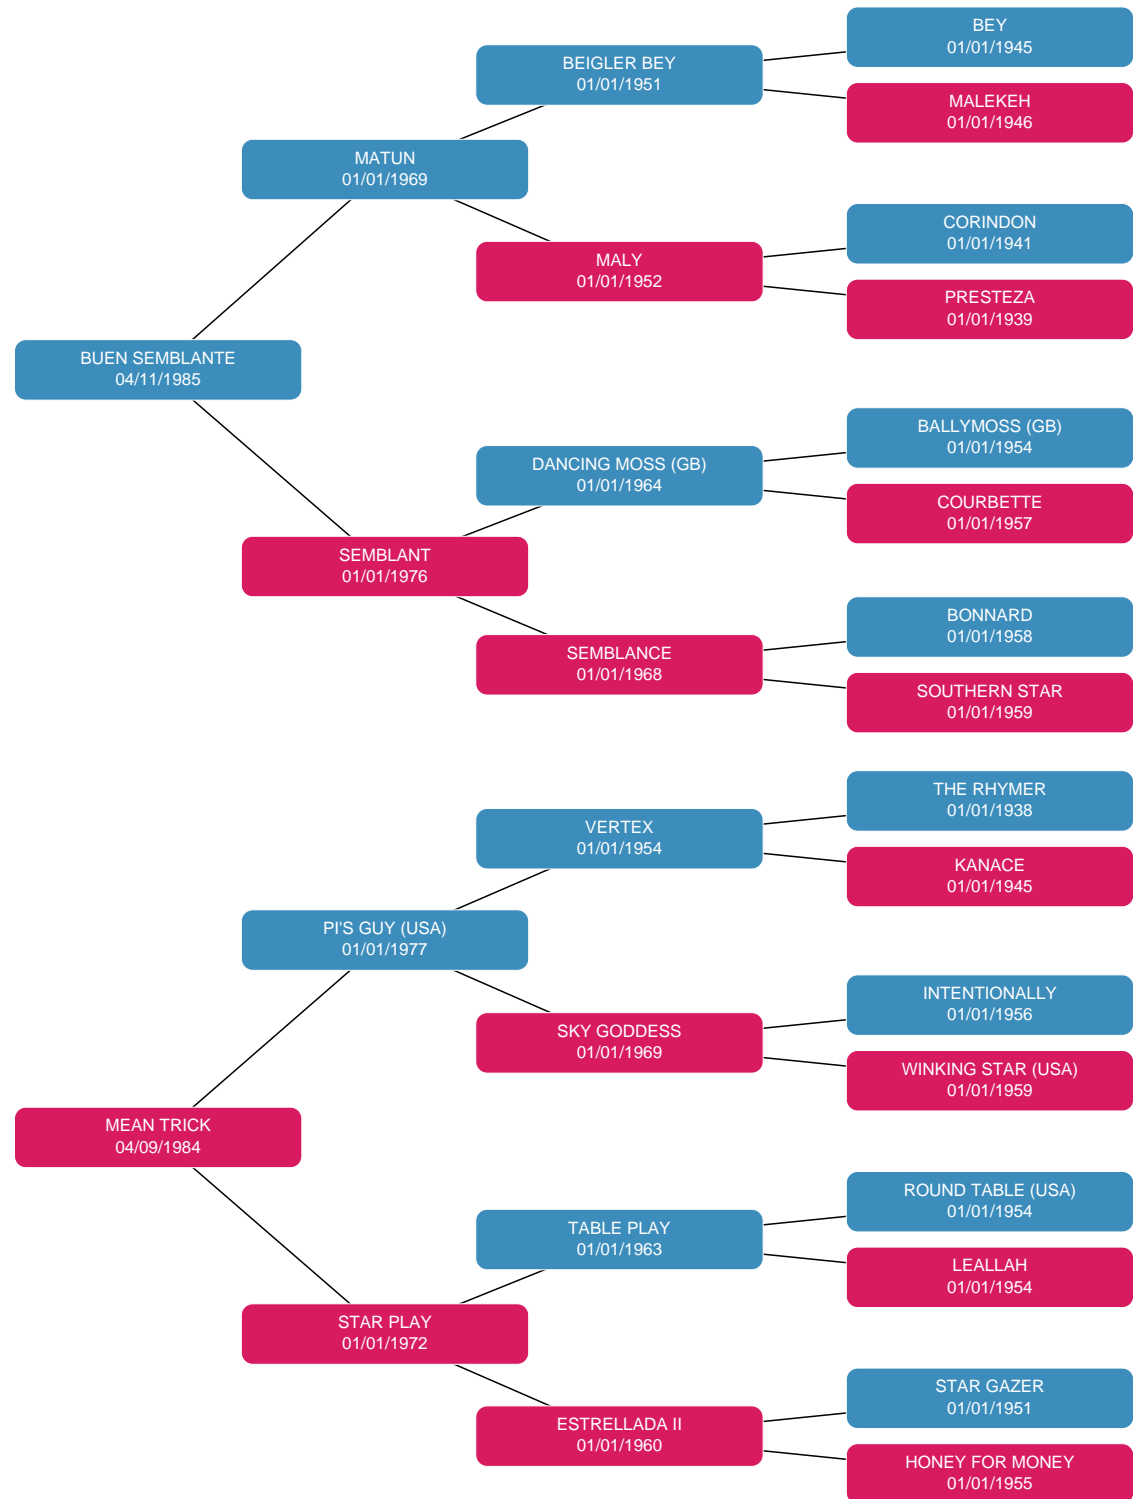 BEY
01/01/1945
BEIGLER BEY
01/01/1951
MALEKEH
01/01/1946
MATUN
01/01/1969
CORINDON
01/01/1941
MALY
01/01/1952
PRESTEZA
01/01/1939
BUEN SEMBLANTE
04/11/1985
BALLYMOSS (GB)
01/01/1954
DANCING MOSS (GB)
01/01/1964
COURBETTE
01/01/1957
SEMBLANT
01/01/1976
BONNARD
01/01/1958
SEMBLANCE
01/01/1968
SOUTHERN STAR
01/01/1959
THE RHYMER
01/01/1938
VERTEX
01/01/1954
KANACE
01/01/1945
PI'S GUY (USA)
01/01/1977
INTENTIONALLY
01/01/1956
SKY GODDESS
01/01/1969
WINKING STAR (USA)
01/01/1959
MEAN TRICK
04/09/1984
ROUND TABLE (USA)
01/01/1954
TABLE PLAY
01/01/1963
LEALLAH
01/01/1954
STAR PLAY
01/01/1972
STAR GAZER
01/01/1951
ESTRELLADA II
01/01/1960
HONEY FOR MONEY
01/01/1955